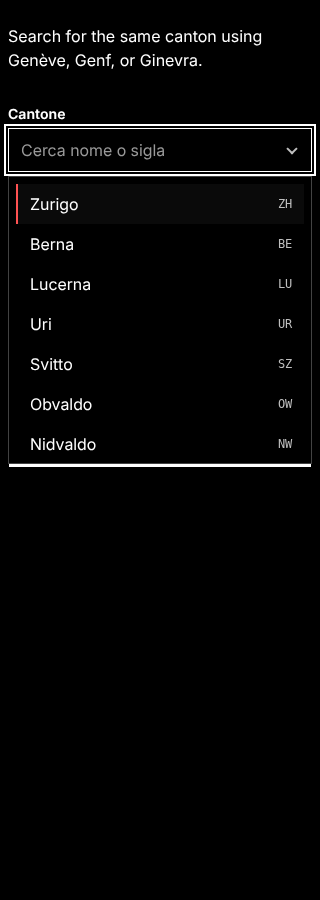 Search for the same canton using
Genève, Genf, or Ginevra.
Cantone
Cerca nome o sigla
Zurigo ZH
Berna BE
Lucerna LU
Uri UR
Svitto SZ
Obvaldo OW
Nidvaldo NW